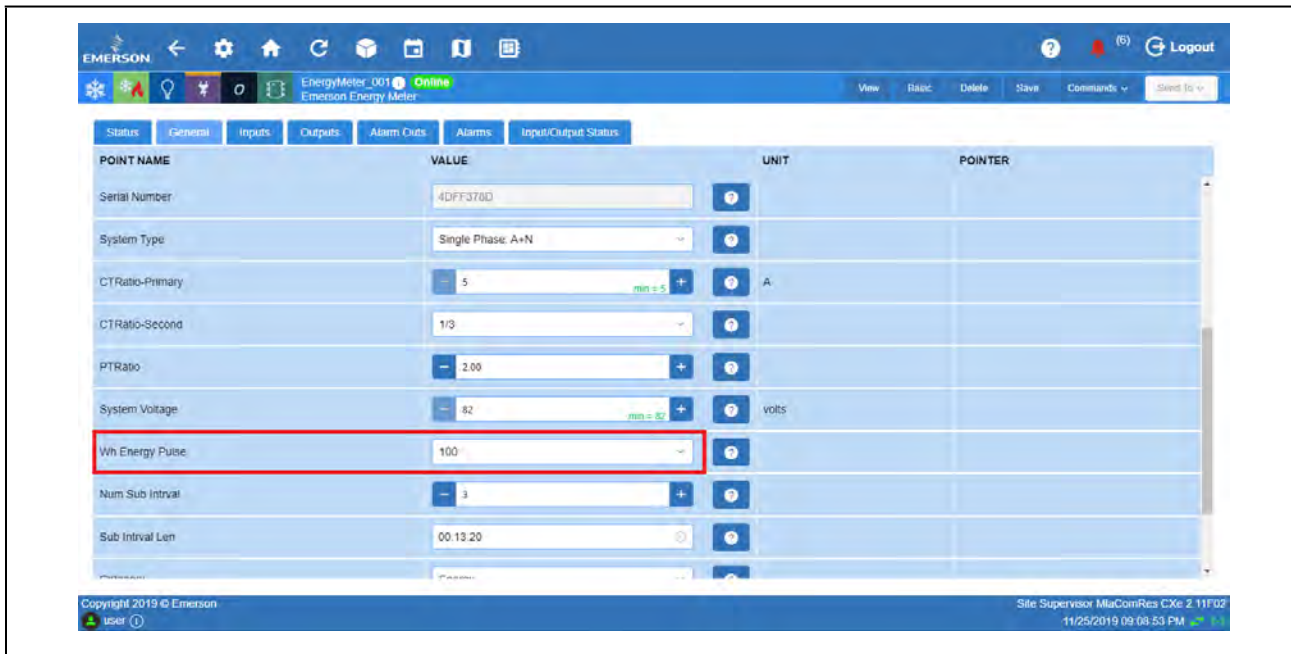 EMERSON
(6) Logout
EnergyMeter_001 Online
Emerson Energy Meter
View Basic Delete Save Commands Send To
Status General Inputs Outputs Alarm Outs Alarms Input/Output Status
POINT NAME VALUE UNIT POINTER
Serial Number 4DFF378D
System Type Single Phase: A+N
CTRatio-Primary 5 min = 5 A
CTRatio-Second 1/3
PTRatio 2.00
System Voltage 82 min = 82 volts
Wh Energy Pulse 100
Num Sub Intrval 3
Sub Intrval Len 00:13:20
Category Energy
Copyright 2019 © Emerson Site Supervisor MlaComRes CXe 2.11F02
user 11/25/2019 09:08:53 PM